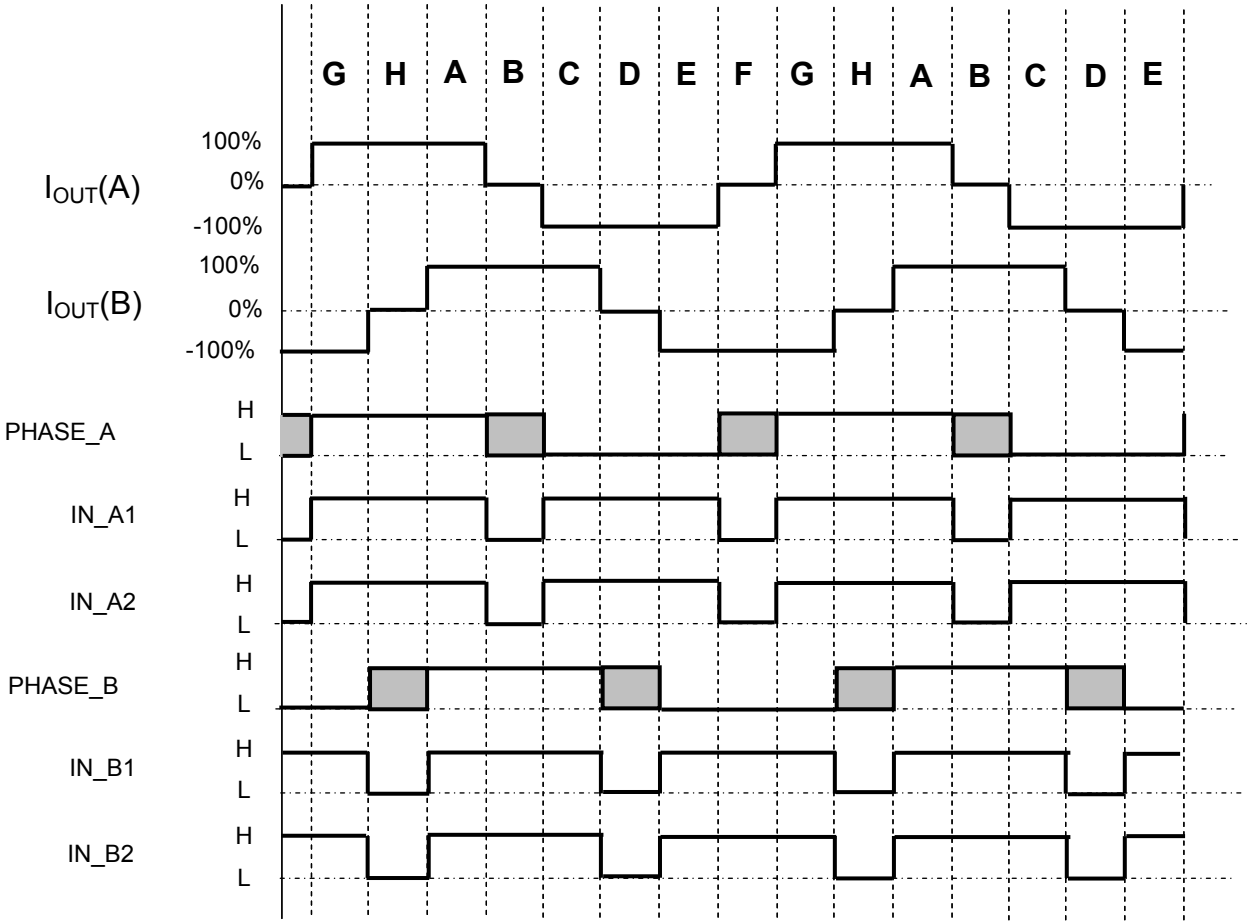 G H A B C D E F G H A B C D E
100%
I_OUT(A) 0%
-100%
100%
I_OUT(B) 0%
-100%
H
PHASE_A
L
H
IN_A1
L
H
IN_A2
L
H
PHASE_B
L
H
IN_B1
L
H
IN_B2
L